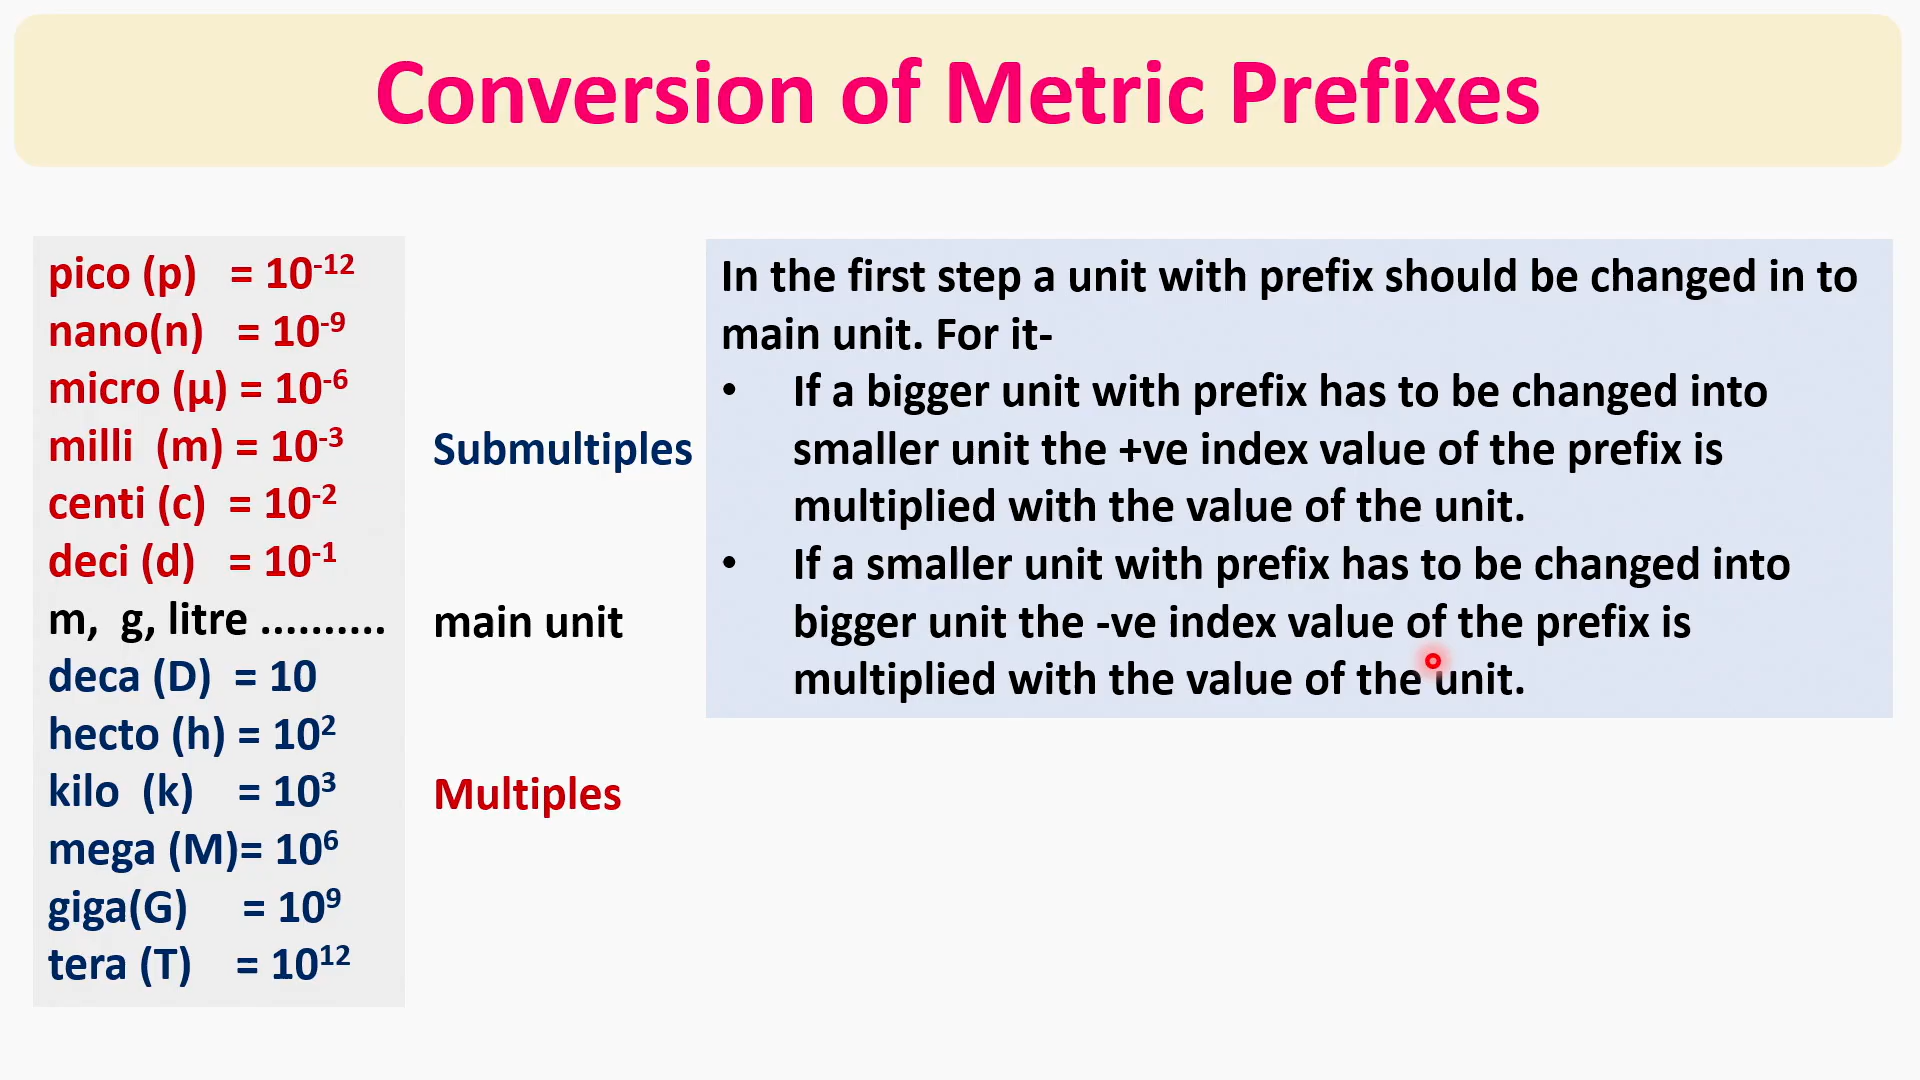 Conversion of Metric Prefixes
pico (p) = 10⁻¹²
nano(n) = 10⁻⁹
micro (µ) = 10⁻⁶
milli (m) = 10⁻³
centi (c) = 10⁻²
deci (d) = 10⁻¹
m, g, litre ..........
deca (D) = 10
hecto (h) = 10²
kilo (k) = 10³
mega (M)= 10⁶
giga(G) = 10⁹
tera (T) = 10¹²
Submultiples
main unit
Multiples
In the first step a unit with prefix should be changed in to
main unit. For it-
• If a bigger unit with prefix has to be changed into
smaller unit the +ve index value of the prefix is
multiplied with the value of the unit.
• If a smaller unit with prefix has to be changed into
bigger unit the -ve index value of the prefix is
multiplied with the value of the unit.